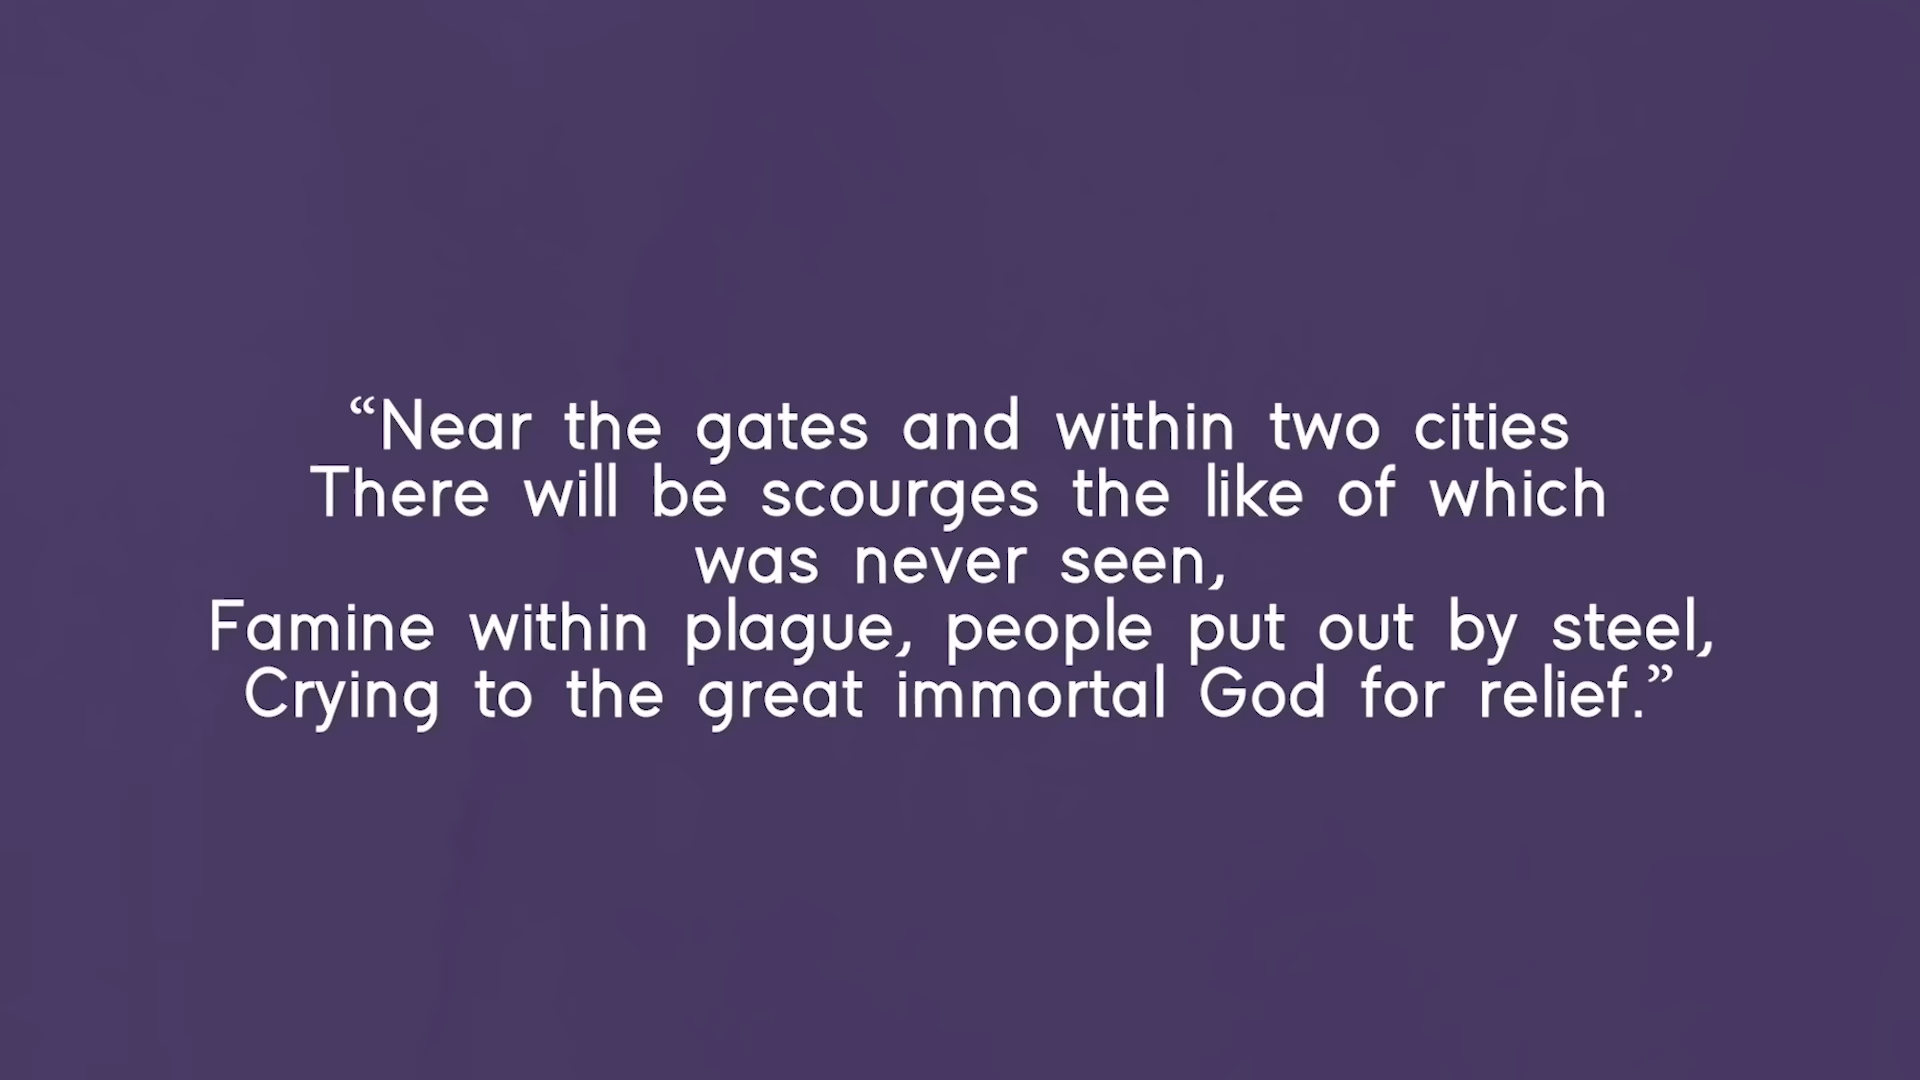 “Near the gates and within two cities
There will be scourges the like of which
was never seen,
Famine within plague, people put out by steel,
Crying to the great immortal God for relief.”